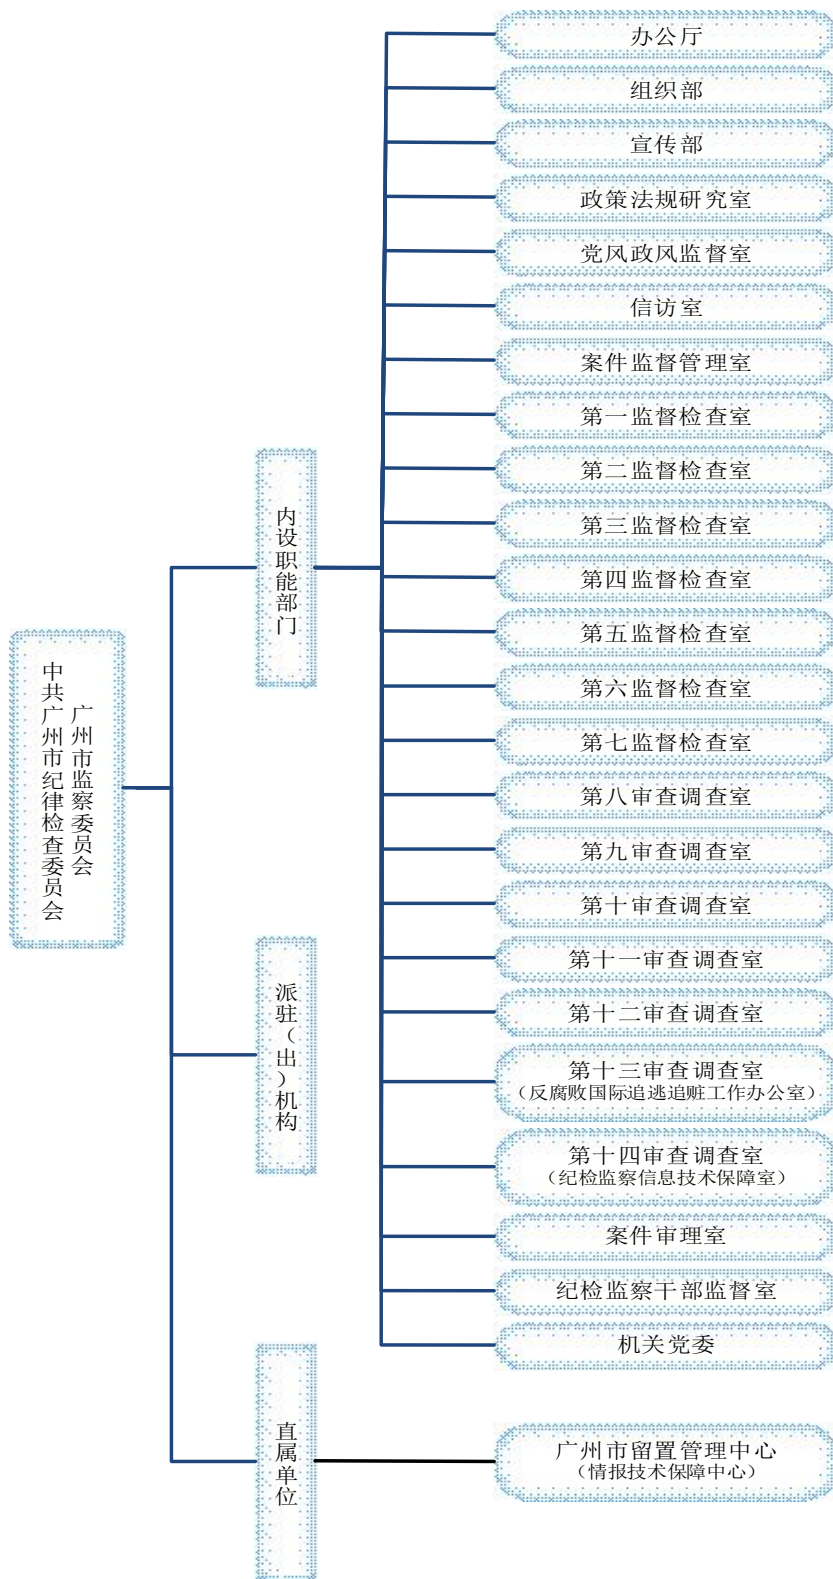 中共广州市纪律检查委员会
广州市监察委员会
内设职能部门
办公厅
组织部
宣传部
政策法规研究室
党风政风监督室
信访室
案件监督管理室
第一监督检查室
第二监督检查室
第三监督检查室
第四监督检查室
第五监督检查室
第六监督检查室
第七监督检查室
第八审查调查室
第九审查调查室
第十审查调查室
第十一审查调查室
第十二审查调查室
第十三审查调查室
（反腐败国际追逃追赃工作办公室）
第十四审查调查室
（纪检监察信息技术保障室）
案件审理室
纪检监察干部监督室
机关党委
派驻（出）机构
直属单位
广州市留置管理中心
（情报技术保障中心）